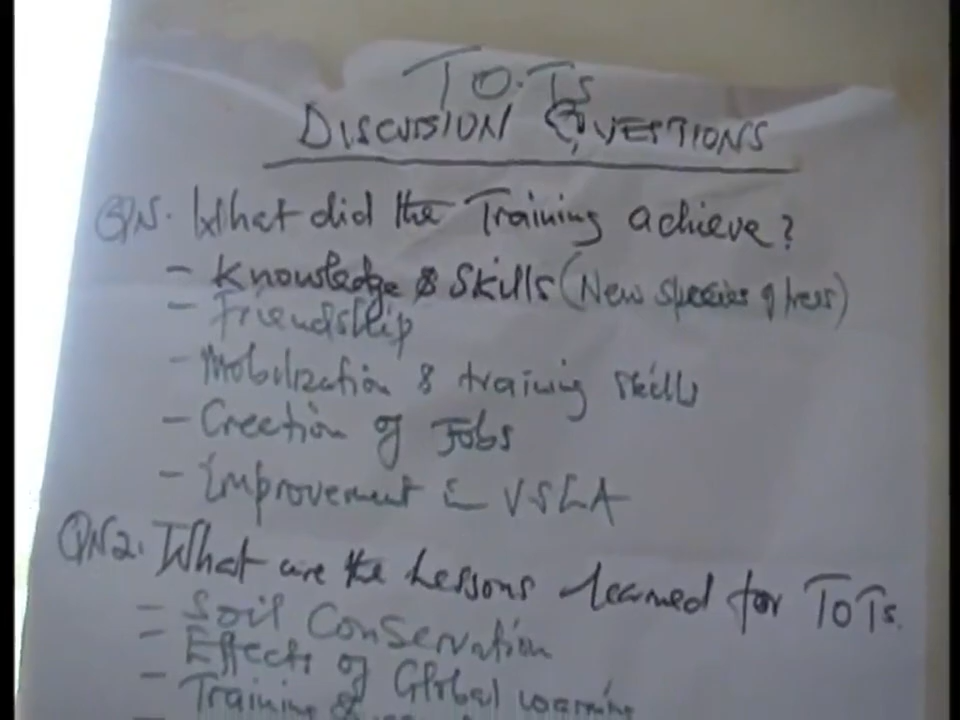 T O. Ts
DISCUSSION QUESTIONS
QN. What did the Training achieve?
- Knowledge & Skills (New species of trees)
- Friendship
- Mobilization & training skills
- Creation of Jobs
- Improvement in VSLA
QN2. What are the Lessons learned for ToTs.
- Soil Conservation
- Effects of Global warming
- Training &